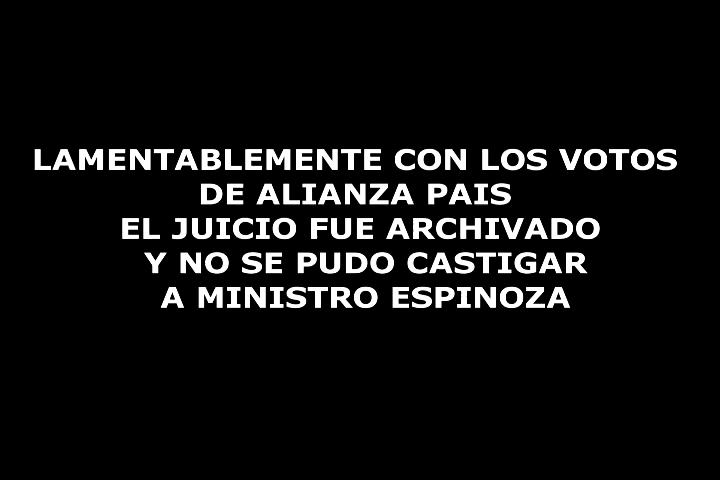 LAMENTABLEMENTE CON LOS VOTOS
DE ALIANZA PAIS
EL JUICIO FUE ARCHIVADO
Y NO SE PUDO CASTIGAR
A MINISTRO ESPINOZA